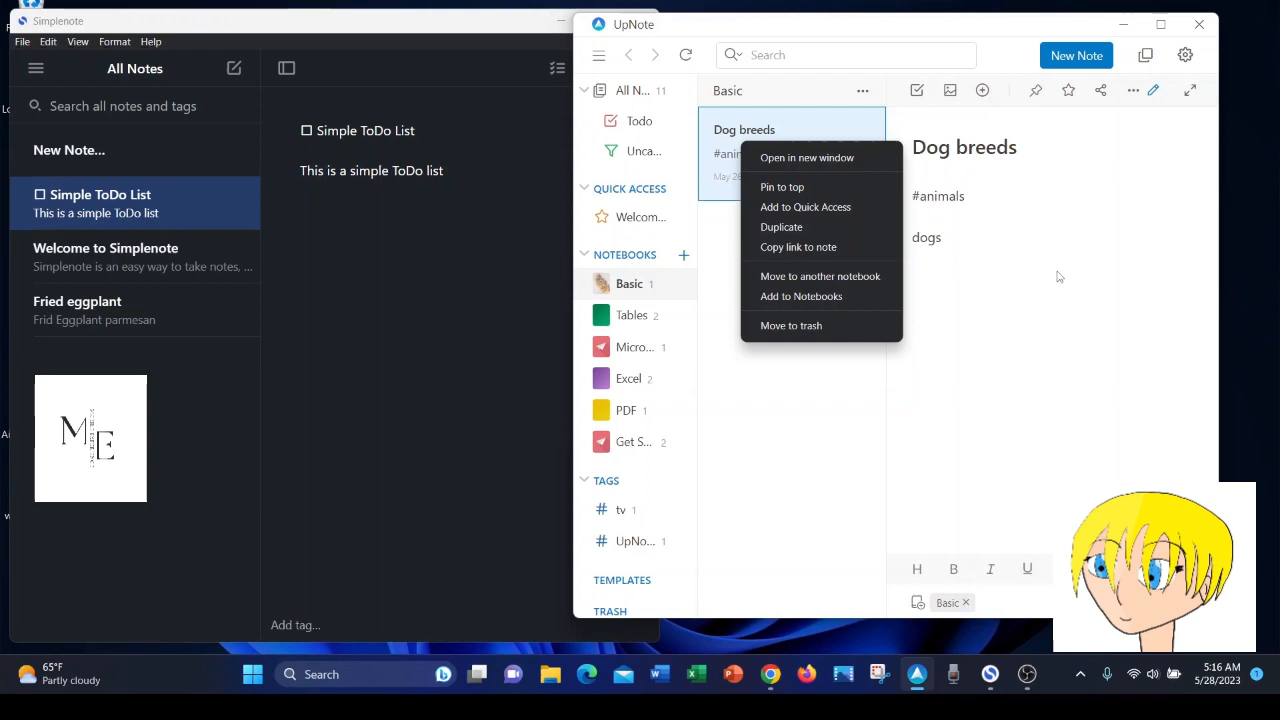 Simplenote
File Edit View Format Help
All Notes
Search all notes and tags
New Note...
Simple ToDo List
This is a simple ToDo list
Welcome to Simplenote
Simplenote is an easy way to take notes, ...
Fried eggplant
Frid Eggplant parmesan
M
E
Simple ToDo List
This is a simple ToDo list
Add tag...
UpNote
Search
New Note
All N... 11
Todo
Unca...
QUICK ACCESS
Welcom...
NOTEBOOKS +
Basic 1
Tables 2
Micro... 1
Excel 2
PDF 1
Get S... 2
TAGS
# tv 1
# UpNo... 1
TEMPLATES
TRASH
Basic
Dog breeds
Open in new window
Pin to top
Add to Quick Access
Duplicate
Copy link to note
Move to another notebook
Add to Notebooks
Move to trash
Dog breeds
#animals
dogs
H B I U
Basic ×
65°F
Partly cloudy
Search
5:16 AM
5/28/2023
1